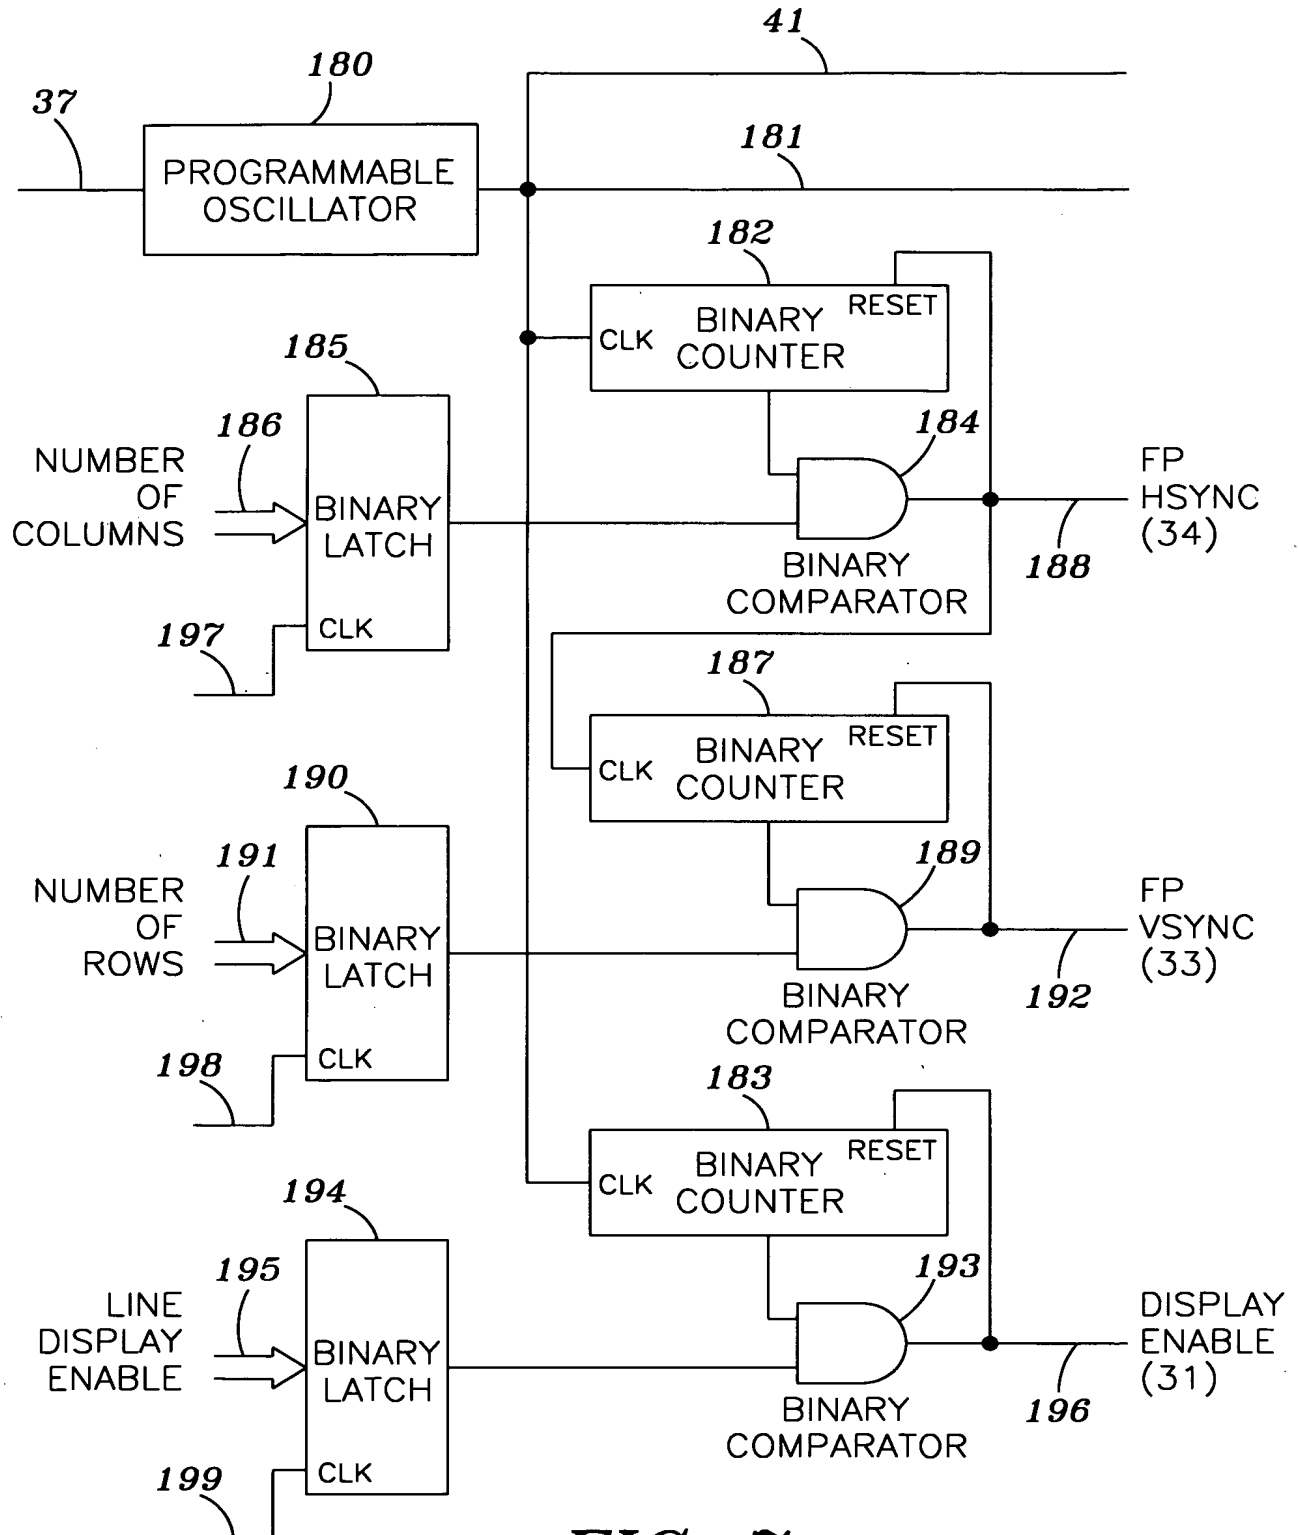 41
180
37
181
PROGRAMMABLE
OSCILLATOR
182
RESET
BINARY
CLK
COUNTER
185
186
184
NUMBER
OF
COLUMNS
BINARY
LATCH
FP
HSYNC
(34)
188
BINARY
COMPARATOR
CLK
197
187
RESET
BINARY
CLK
COUNTER
190
191
189
NUMBER
OF
ROWS
BINARY
LATCH
FP
VSYNC
(33)
192
BINARY
COMPARATOR
CLK
198
183
RESET
BINARY
CLK
COUNTER
194
195
193
LINE
DISPLAY
ENABLE
BINARY
LATCH
DISPLAY
ENABLE
(31)
196
BINARY
COMPARATOR
CLK
199